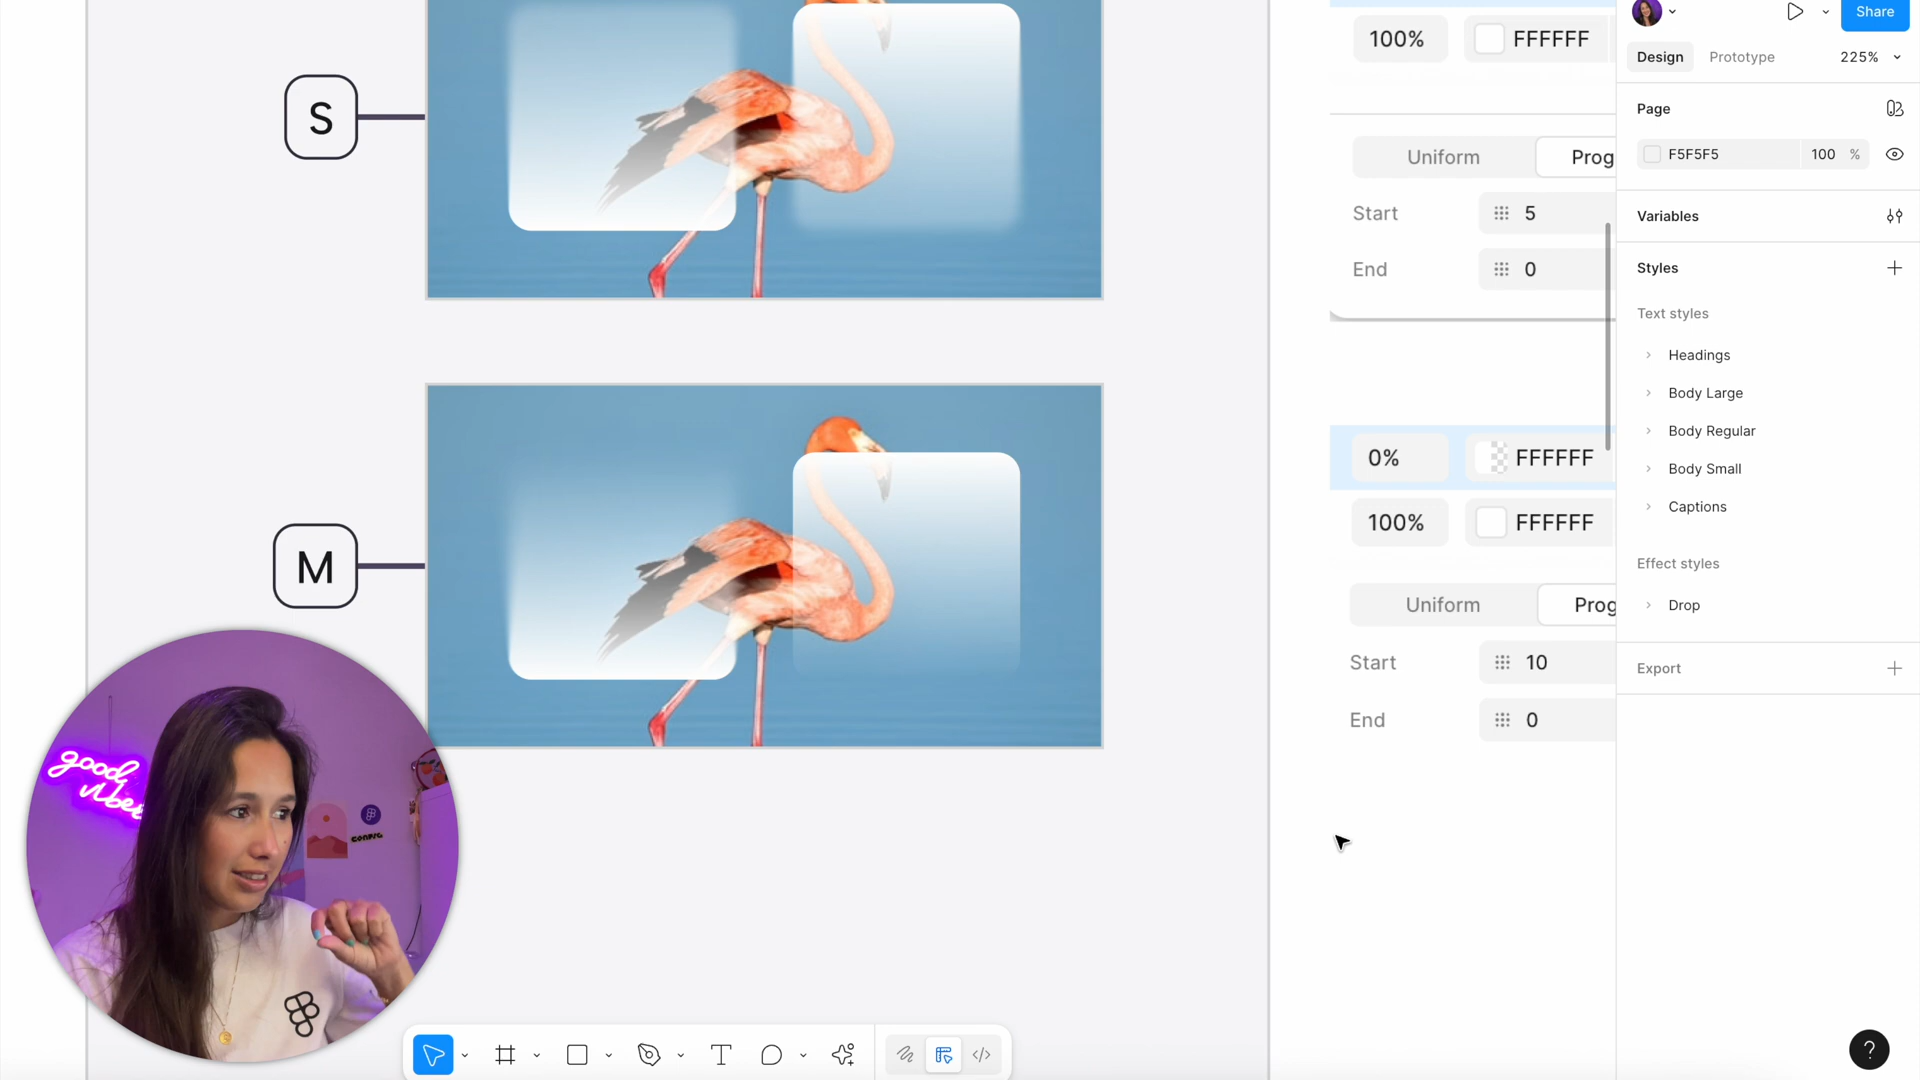 S
M
good
vibes
CONFIG
100%
FFFFFF
Uniform
Prog
Start
5
End
0
0%
FFFFFF
100%
FFFFFF
Uniform
Prog
Start
10
End
0
Share
Design
Prototype
225%
Page
F5F5F5
100
%
Variables
Styles
Text styles
Headings
Body Large
Body Regular
Body Small
Captions
Effect styles
Drop
Export
T
</>
?